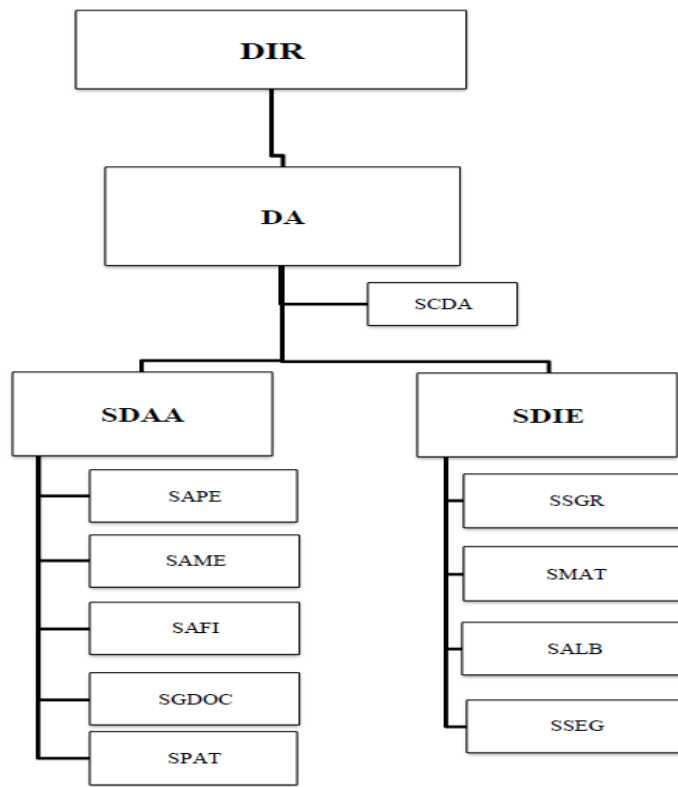 DIR
DA
SCDA
SDAA
SAPE
SAME
SAFI
SGDOC
SPAT
SDIE
SSGR
SMAT
SALB
SSEG